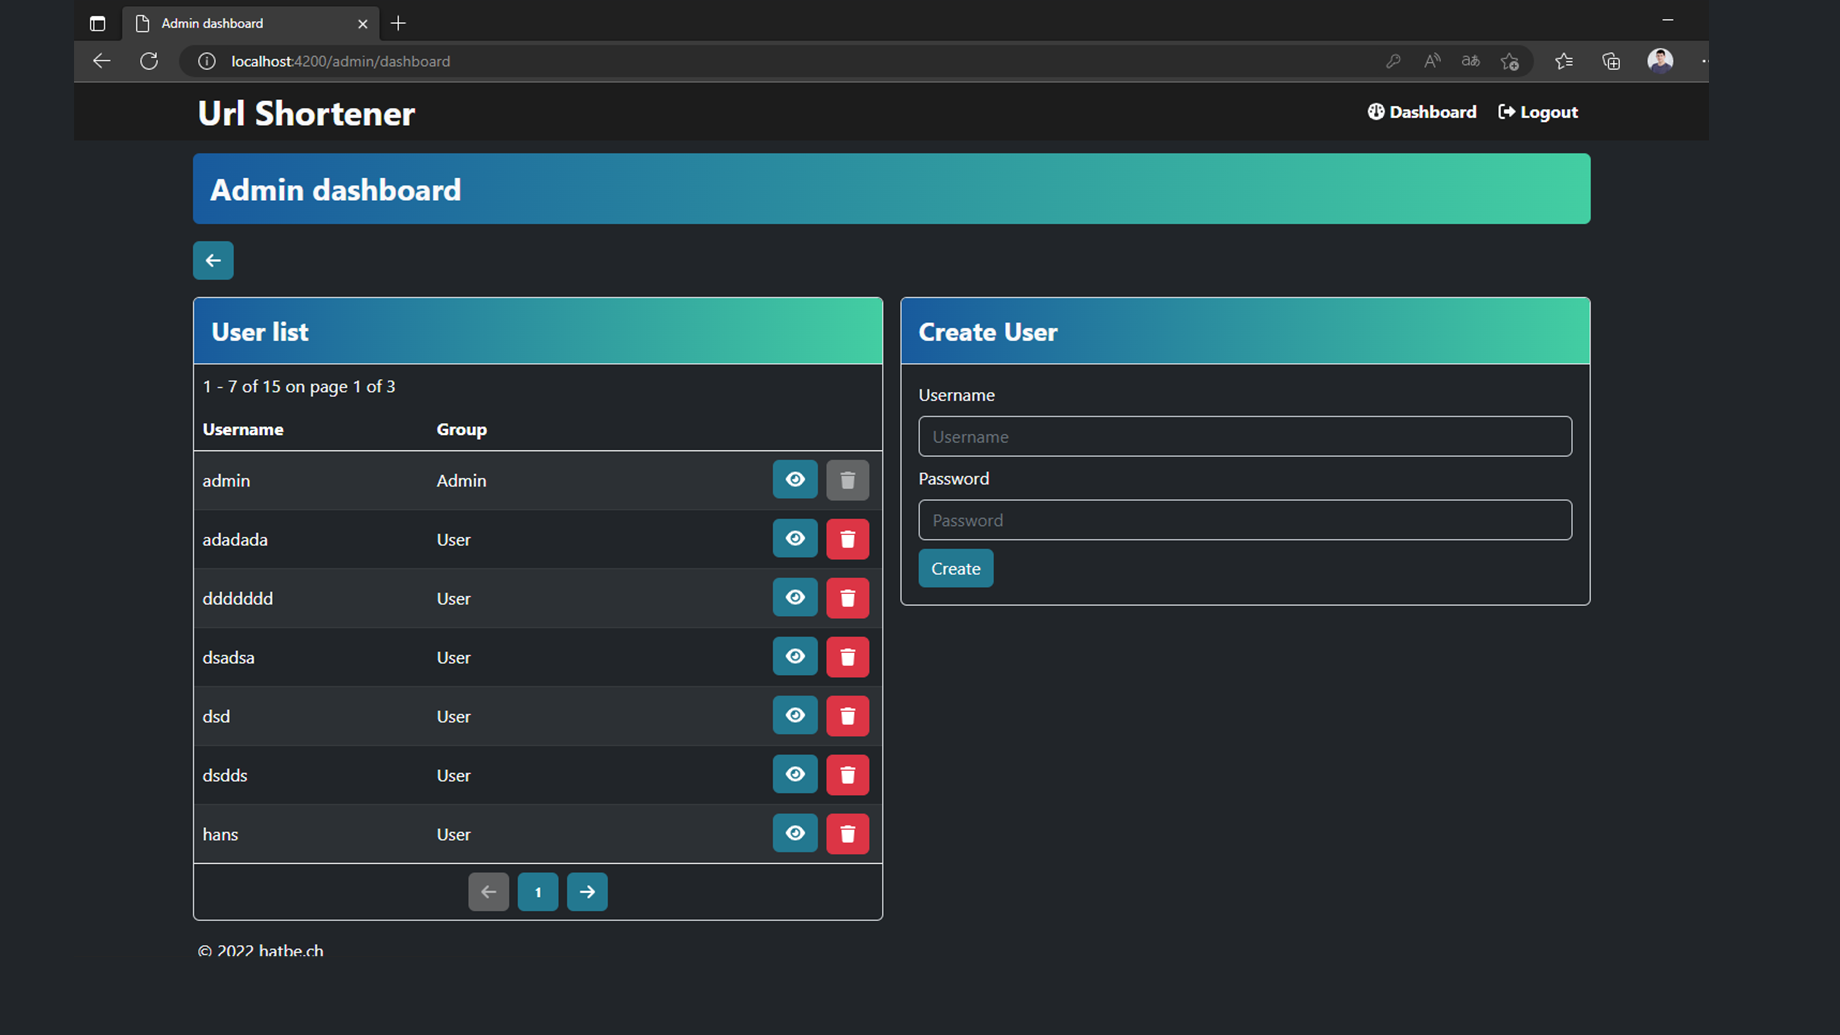 Admin dashboard
localhost:4200/admin/dashboard
Url Shortener
Dashboard Logout
Admin dashboard
User list
1 - 7 of 15 on page 1 of 3
Username Group
admin Admin
adadada User
ddddddd User
dsadsa User
dsd User
dsdds User
hans User
1
Create User
Username
Username
Password
Password
Create
© 2022 hatbe.ch